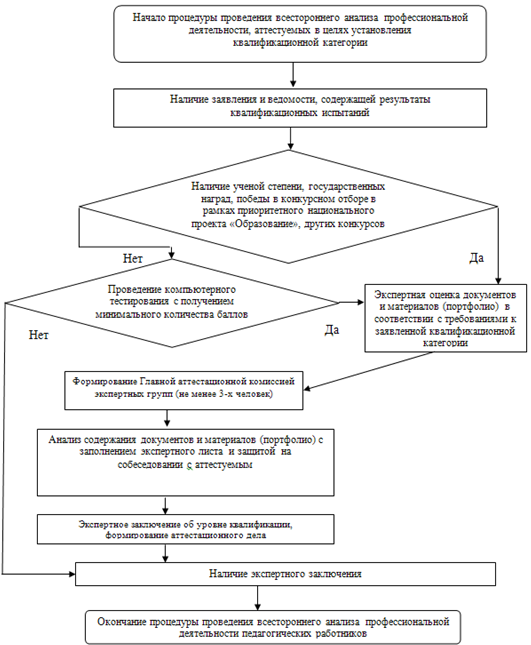 Начало процедуры проведения всестороннего анализа профессиональной
деятельности, аттестуемых в целях установления
квалификационной категории
Наличие заявления и ведомости, содержащей результаты
квалификационных испытаний
Наличие ученой степени, государственных
наград, победы в конкурсном отборе в
рамках приоритетного национального
проекта «Образование», других конкурсов
Нет
Да
Проведение компьютерного
тестирования с получением
минимального количества баллов
Нет
Да
Экспертная оценка документов
и материалов (портфолио) в
соответствии с требованиями к
заявленной квалификационной
категории
Формирование Главной аттестационной комиссией
экспертных групп (не менее 3-х человек)
Анализ содержания документов и материалов (портфолио) с
заполнением экспертного листа и защитой на
собеседовании с аттестуемым
Экспертное заключение об уровне квалификации,
формирование аттестационного дела
Наличие экспертного заключения
Окончание процедуры проведения всестороннего анализа профессиональной
деятельности педагогических работников